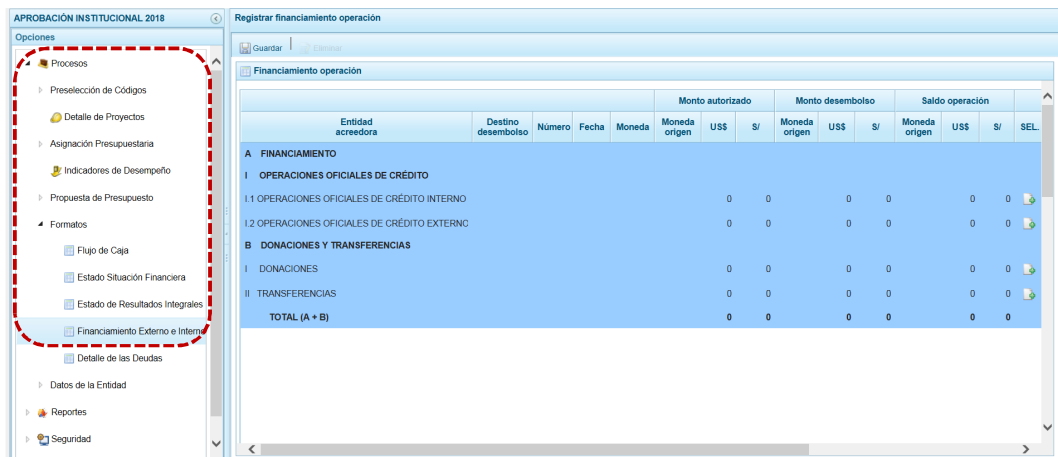 APROBACIÓN INSTITUCIONAL 2018
Opciones
Procesos
Preselección de Códigos
Detalle de Proyectos
Asignación Presupuestaria
Indicadores de Desempeño
Propuesta de Presupuesto
Formatos
Flujo de Caja
Estado Situación Financiera
Estado de Resultados Integrales
Financiamiento Externo e Interno
Detalle de las Deudas
Datos de la Entidad
Reportes
Seguridad
Registrar financiamiento operación
Guardar Eliminar
Financiamiento operación
Monto autorizado Monto desembolso Saldo operación
Entidad acreedora Destino desembolso Número Fecha Moneda Moneda origen US$ S/ Moneda origen US$ S/ Moneda origen US$ S/ SEL.
A FINANCIAMIENTO
I OPERACIONES OFICIALES DE CRÉDITO
I.1 OPERACIONES OFICIALES DE CRÉDITO INTERNO 0 0 0 0 0 0
I.2 OPERACIONES OFICIALES DE CRÉDITO EXTERNO 0 0 0 0 0 0
B DONACIONES Y TRANSFERENCIAS
I DONACIONES 0 0 0 0 0 0
II TRANSFERENCIAS 0 0 0 0 0 0
TOTAL (A + B) 0 0 0 0 0 0